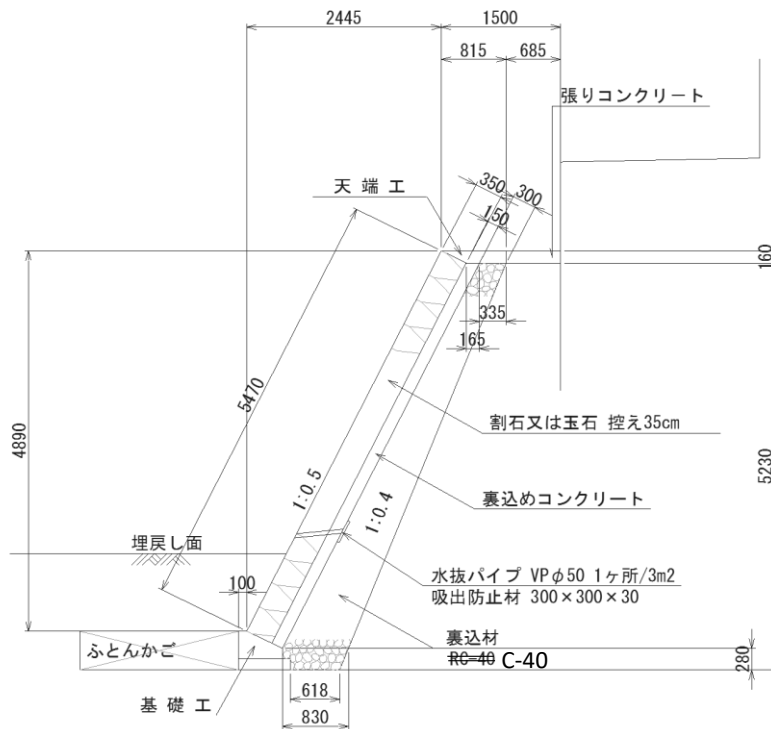 2445
1500
815
685
張りコンクリート
天 端 工
350
300
150
160
335
165
5470
4890
割石又は玉石 控え35cm
5230
1:0.5
裏込めコンクリート
1:0.4
埋戻し面
水抜パイプ VPφ50 1ヶ所/3m2
100
吸出防止材 300×300×30
裏込材
ふとんかご
RC-40 C-40
280
618
基 礎 工
830